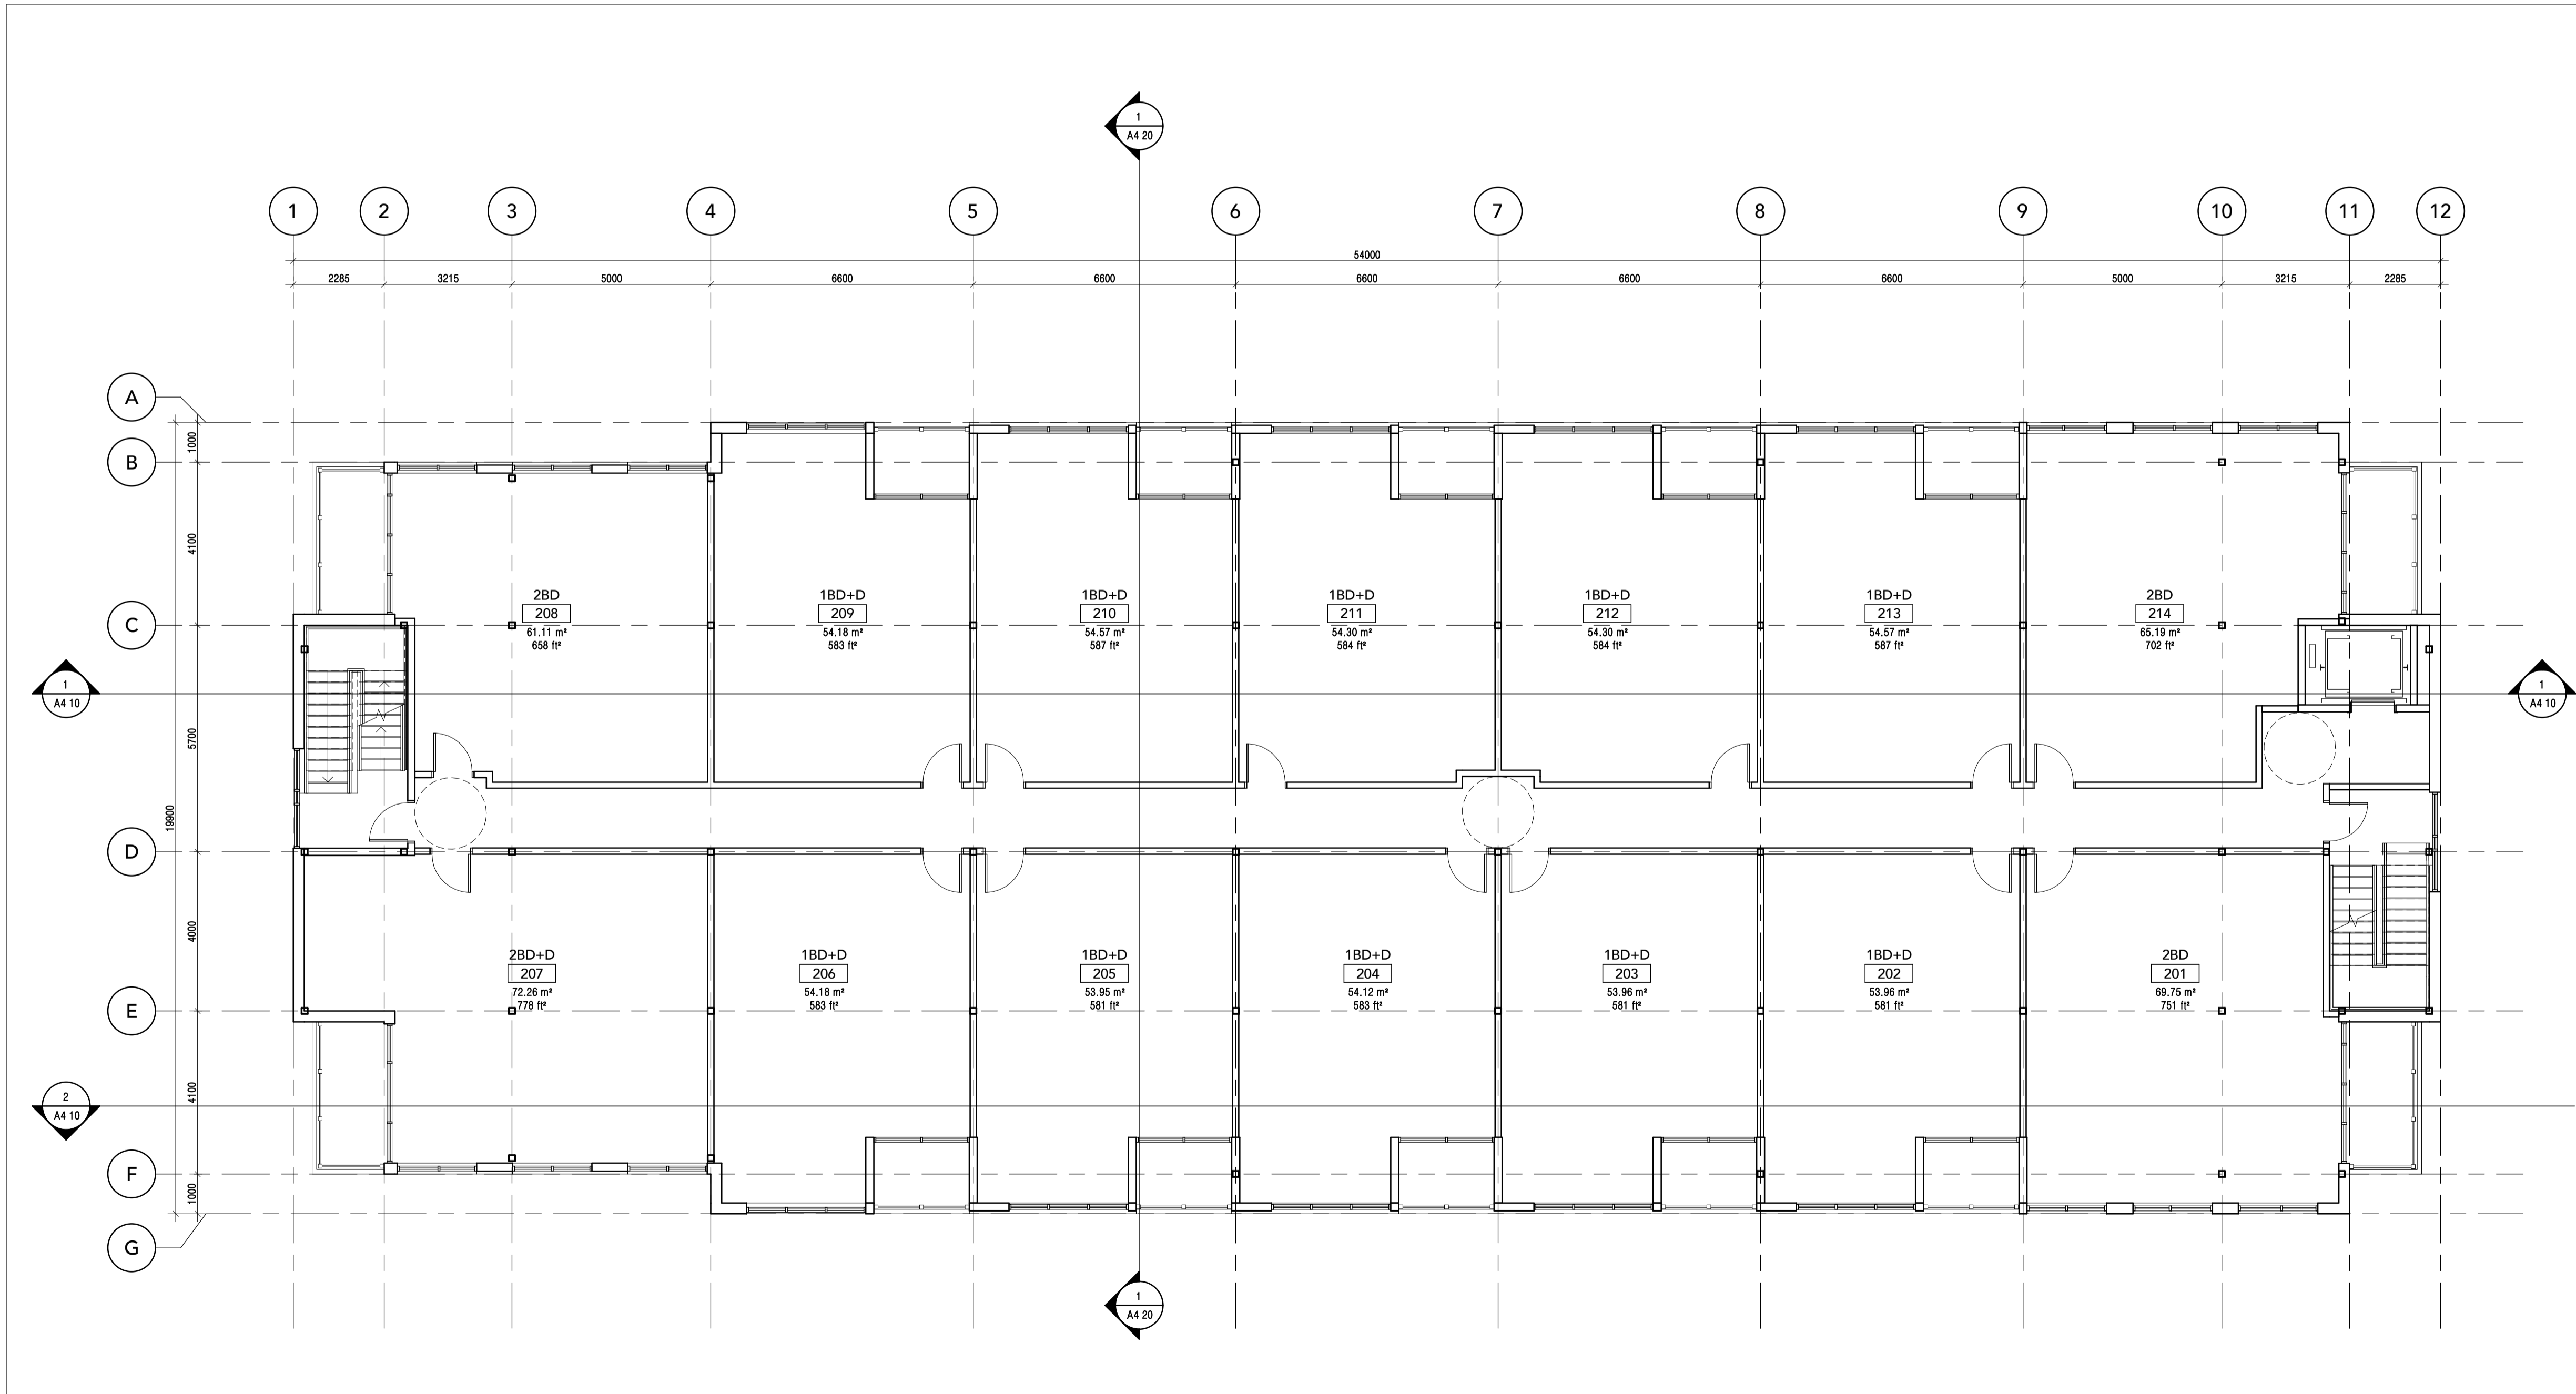 1
A4 20
1
2
3
4
5
6
7
8
9
10
11
12
54000
2285
3215
5000
6600
6600
6600
6600
6600
5000
3215
2285
A
B
C
D
E
F
G
1000
4100
5700
19900
4000
4100
1000
2BD
208
61.11 m²
658 ft²
1BD+D
209
54.18 m²
583 ft²
1BD+D
210
54.57 m²
587 ft²
1BD+D
211
54.30 m²
584 ft²
1BD+D
212
54.30 m²
584 ft²
1BD+D
213
54.57 m²
587 ft²
2BD
214
65.19 m²
702 ft²
1
A4 10
1
A4 10
2BD+D
207
72.26 m²
778 ft²
1BD+D
206
54.18 m²
583 ft²
1BD+D
205
53.95 m²
581 ft²
1BD+D
204
54.12 m²
583 ft²
1BD+D
203
53.96 m²
581 ft²
1BD+D
202
53.96 m²
581 ft²
2BD
201
69.75 m²
751 ft²
2
A4 10
1
A4 20